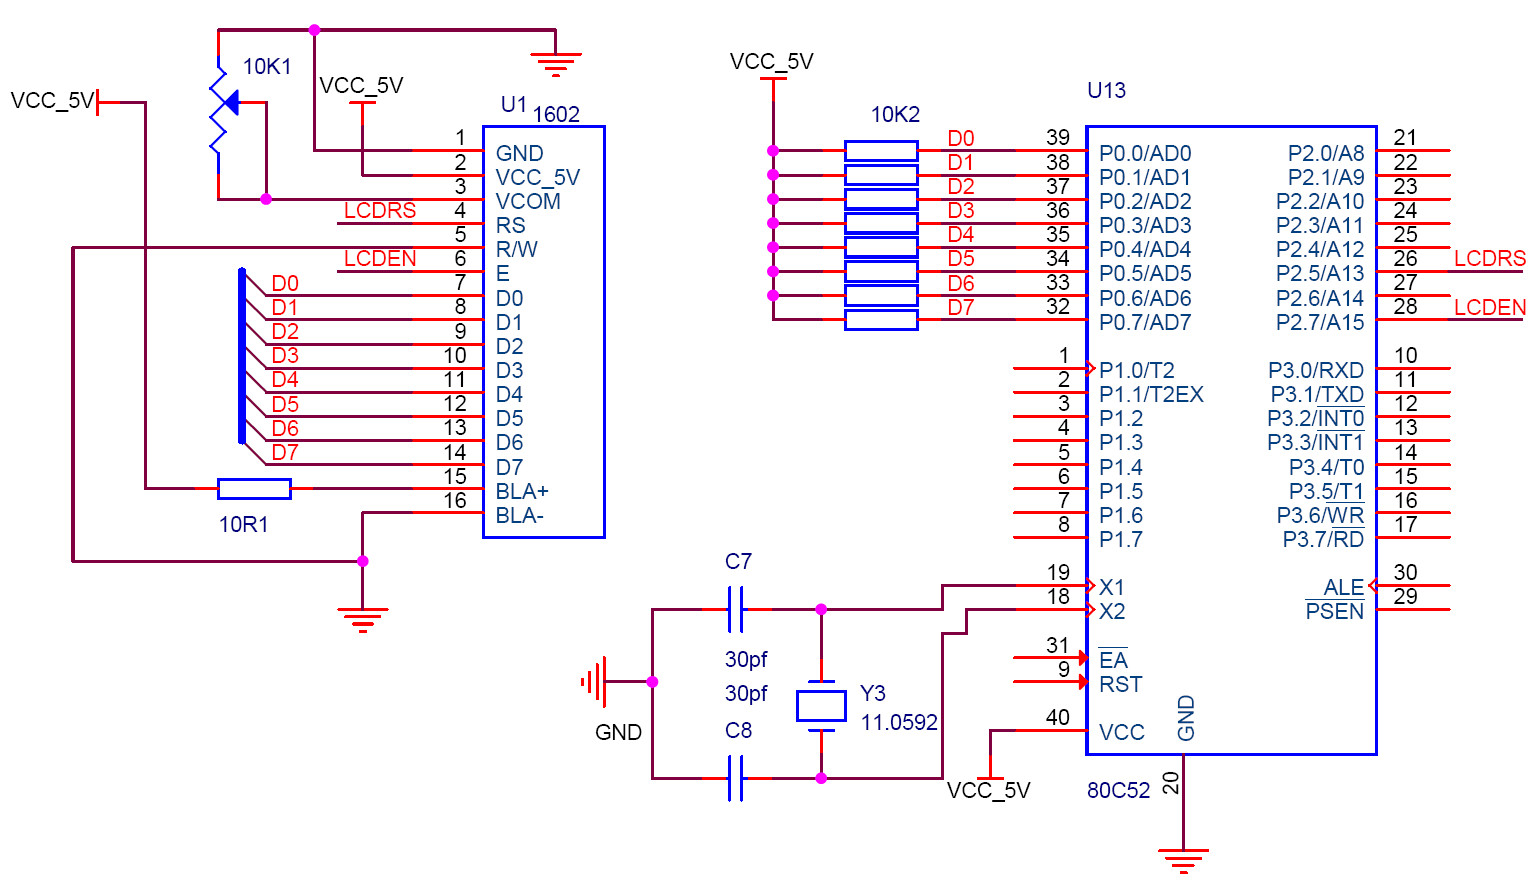 VCC_5V
10K1
VCC_5V
U1
1602
1 GND
2 VCC_5V
3 VCOM
LCDRS 4 RS
5 R/W
LCDEN 6 E
D0 7 D0
D1 8 D1
D2 9 D2
D3 10 D3
D4 11 D4
D5 12 D5
D6 13 D6
D7 14 D7
15 BLA+
16 BLA-
10R1
VCC_5V
10K2
U13
D0 39 P0.0/AD0
D1 38 P0.1/AD1
D2 37 P0.2/AD2
D3 36 P0.3/AD3
D4 35 P0.4/AD4
D5 34 P0.5/AD5
D6 33 P0.6/AD6
D7 32 P0.7/AD7
1 P1.0/T2
2 P1.1/T2EX
3 P1.2
4 P1.3
5 P1.4
6 P1.5
7 P1.6
8 P1.7
19 X1
18 X2
31 EA
9 RST
40 VCC
GND
20
P2.0/A8 21
P2.1/A9 22
P2.2/A10 23
P2.3/A11 24
P2.4/A12 25
P2.5/A13 26 LCDRS
P2.6/A14 27
P2.7/A15 28 LCDEN
P3.0/RXD 10
P3.1/TXD 11
P3.2/INT0 12
P3.3/INT1 13
P3.4/T0 14
P3.5/T1 15
P3.6/WR 16
P3.7/RD 17
ALE 30
PSEN 29
C7
30pf
30pf
C8
GND
Y3
11.0592
VCC_5V
80C52